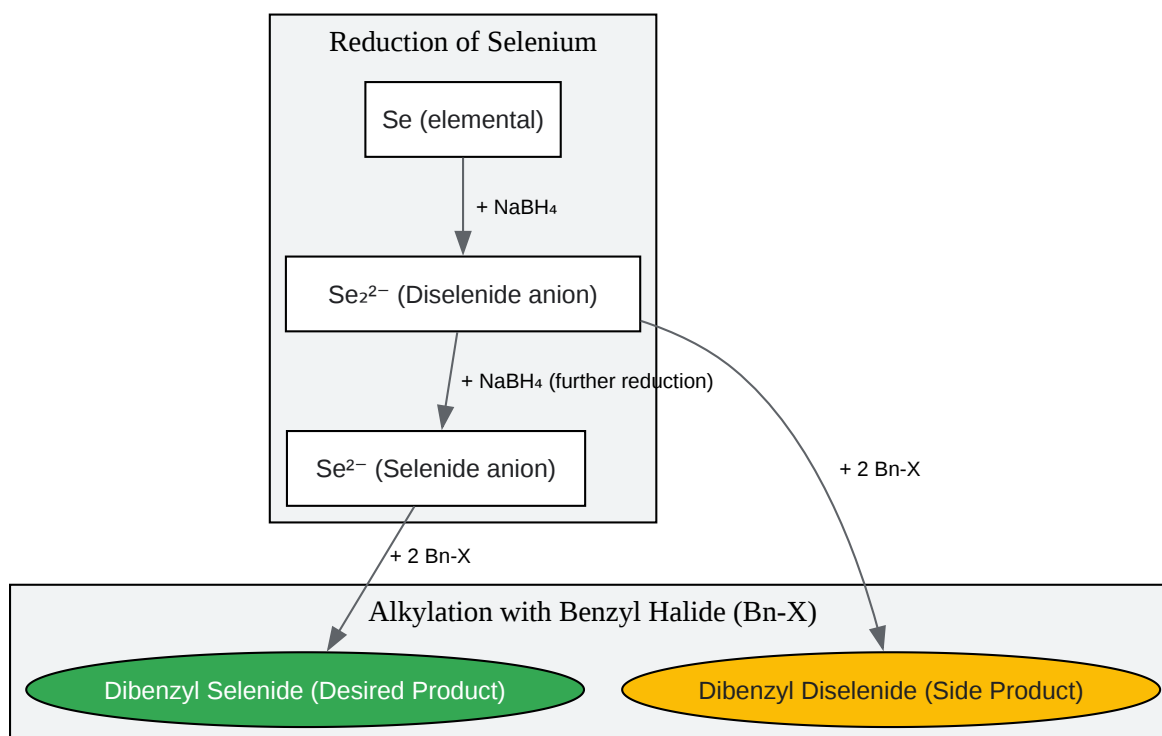 Reduction of Selenium
Se (elemental)
+ NaBH₄
Se₂²⁻ (Diselenide anion)
+ NaBH₄ (further reduction)
Se²⁻ (Selenide anion)
+ 2 Bn-X
+ 2 Bn-X
Alkylation with Benzyl Halide (Bn-X)
Dibenzyl Selenide (Desired Product)
Dibenzyl Diselenide (Side Product)